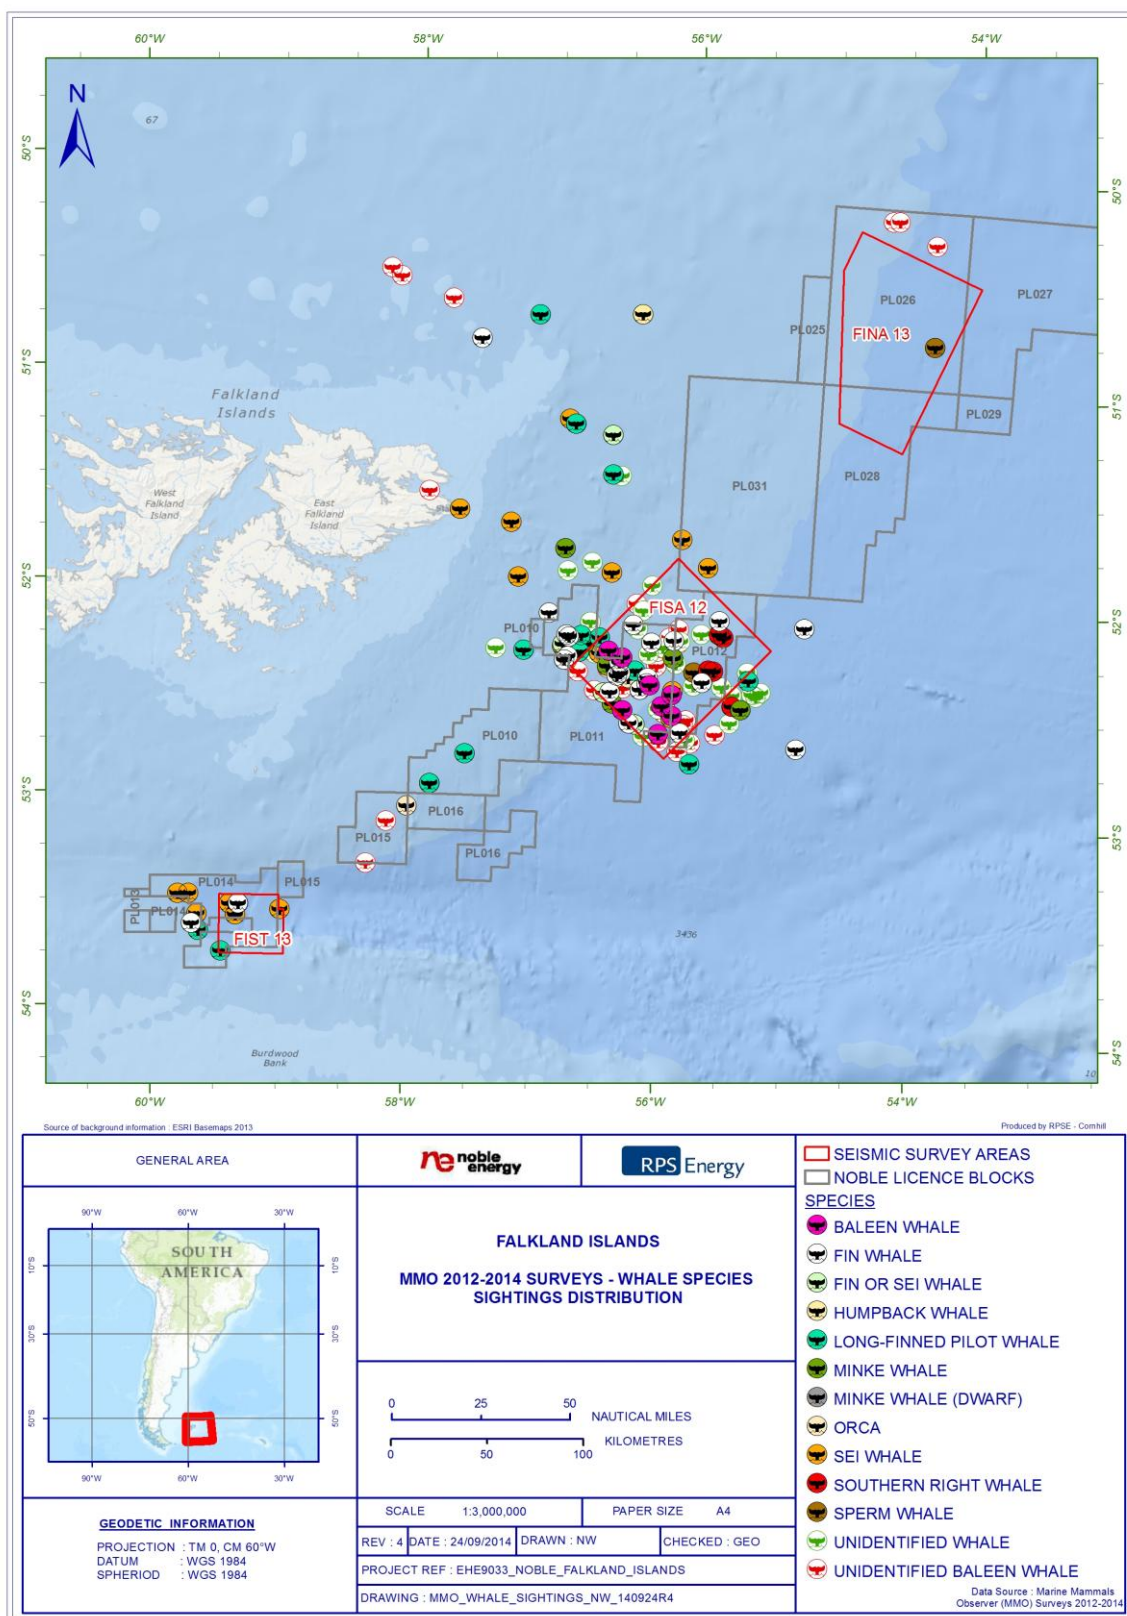 60°W
58°W
56°W
54°W
N
67
50°S
50°S
PL026
PL027
PL025
FINA 13
51°S
Falkland
Islands
51°S
PL029
PL028
PL031
West
Falkland
Island
East
Falkland
Island
52°S
FISA 12
52°S
PL010
PL012
PL010
PL011
53°S
PL016
PL015
53°S
PL016
PL014
PL015
PL013
PL014
FIST 13
3436
54°S
Burdwood
Bank
54°S
10
60°W
58°W
56°W
54°W
Source of background information : ESRI Basemaps 2013
Produced by RPSE - Cornhill
GENERAL AREA
90°W
60°W
30°W
SOUTH
AMERICA
10°S
10°S
30°S
30°S
50°S
50°S
90°W
60°W
30°W
GEODETIC INFORMATION
PROJECTION : TM 0, CM 60°W
DATUM : WGS 1984
SPHERIOD : WGS 1984
noble
energy
RPS Energy
FALKLAND ISLANDS
MMO 2012-2014 SURVEYS - WHALE SPECIES
SIGHTINGS DISTRIBUTION
0 25 50
NAUTICAL MILES
KILOMETRES
0 50 100
SCALE 1:3,000,000
PAPER SIZE A4
REV : 4
DATE : 24/09/2014
DRAWN : NW
CHECKED : GEO
PROJECT REF : EHE9033_NOBLE_FALKLAND_ISLANDS
DRAWING : MMO_WHALE_SIGHTINGS_NW_140924R4
SEISMIC SURVEY AREAS
NOBLE LICENCE BLOCKS
SPECIES
BALEEN WHALE
FIN WHALE
FIN OR SEI WHALE
HUMPBACK WHALE
LONG-FINNED PILOT WHALE
MINKE WHALE
MINKE WHALE (DWARF)
ORCA
SEI WHALE
SOUTHERN RIGHT WHALE
SPERM WHALE
UNIDENTIFIED WHALE
UNIDENTIFIED BALEEN WHALE
Data Source : Marine Mammals
Observer (MMO) Surveys 2012-2014